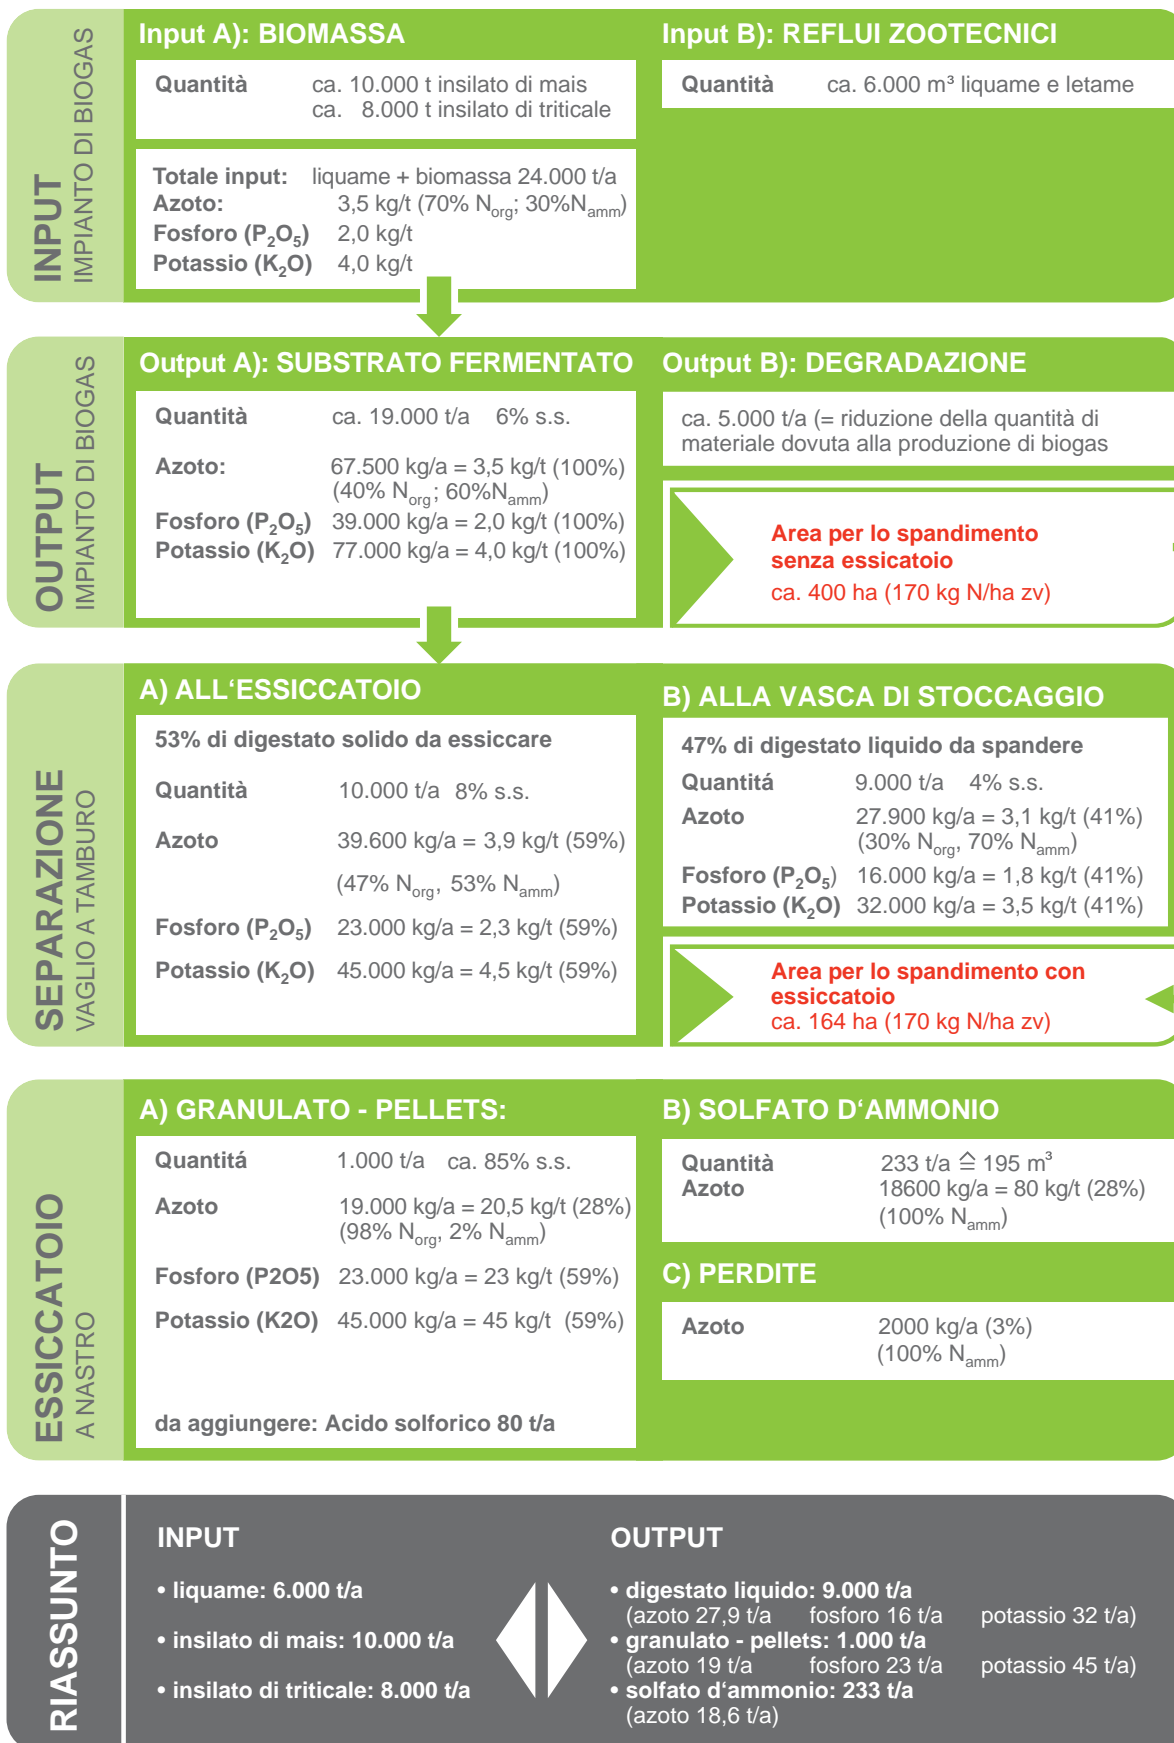 INPUT
IMPIANTO DI BIOGAS
Input A): BIOMASSA
Quantità ca. 10.000 t insilato di mais
ca. 8.000 t insilato di triticale
Totale input: liquame + biomassa 24.000 t/a
Azoto: 3,5 kg/t (70% Norg; 30%Namm)
Fosforo (P2O5) 2,0 kg/t
Potassio (K2O) 4,0 kg/t
Input B): REFLUI ZOOTECNICI
Quantità ca. 6.000 m³ liquame e letame
OUTPUT
IMPIANTO DI BIOGAS
Output A): SUBSTRATO FERMENTATO
Quantità ca. 19.000 t/a 6% s.s.
Azoto: 67.500 kg/a = 3,5 kg/t (100%)
(40% Norg; 60%Namm)
Fosforo (P2O5) 39.000 kg/a = 2,0 kg/t (100%)
Potassio (K2O) 77.000 kg/a = 4,0 kg/t (100%)
Output B): DEGRADAZIONE
ca. 5.000 t/a (= riduzione della quantità di
materiale dovuta alla produzione di biogas
Area per lo spandimento
senza essicatoio
ca. 400 ha (170 kg N/ha zv)
SEPARAZIONE
VAGLIO A TAMBURO
A) ALL‘ESSICCATOIO
53% di digestato solido da essiccare
Quantità 10.000 t/a 8% s.s.
Azoto 39.600 kg/a = 3,9 kg/t (59%)
(47% Norg, 53% Namm)
Fosforo (P2O5) 23.000 kg/a = 2,3 kg/t (59%)
Potassio (K2O) 45.000 kg/a = 4,5 kg/t (59%)
B) ALLA VASCA DI STOCCAGGIO
47% di digestato liquido da spandere
Quantitá 9.000 t/a 4% s.s.
Azoto 27.900 kg/a = 3,1 kg/t (41%)
(30% Norg, 70% Namm)
Fosforo (P2O5) 16.000 kg/a = 1,8 kg/t (41%)
Potassio (K2O) 32.000 kg/a = 3,5 kg/t (41%)
Area per lo spandimento con
essiccatoio
ca. 164 ha (170 kg N/ha zv)
ESSICCATOIO
A NASTRO
A) GRANULATO - PELLETS:
Quantitá 1.000 t/a ca. 85% s.s.
Azoto 19.000 kg/a = 20,5 kg/t (28%)
(98% Norg, 2% Namm)
Fosforo (P2O5) 23.000 kg/a = 23 kg/t (59%)
Potassio (K2O) 45.000 kg/a = 45 kg/t (59%)
da aggiungere: Acido solforico 80 t/a
B) SOLFATO D‘AMMONIO
Quantità 233 t/a ≙ 195 m³
Azoto 18600 kg/a = 80 kg/t (28%)
(100% Namm)
C) PERDITE
Azoto 2000 kg/a (3%)
(100% Namm)
RIASSUNTO
INPUT
• liquame: 6.000 t/a
• insilato di mais: 10.000 t/a
• insilato di triticale: 8.000 t/a
OUTPUT
• digestato liquido: 9.000 t/a
(azoto 27,9 t/a fosforo 16 t/a potassio 32 t/a)
• granulato - pellets: 1.000 t/a
(azoto 19 t/a fosforo 23 t/a potassio 45 t/a)
• solfato d‘ammonio: 233 t/a
(azoto 18,6 t/a)